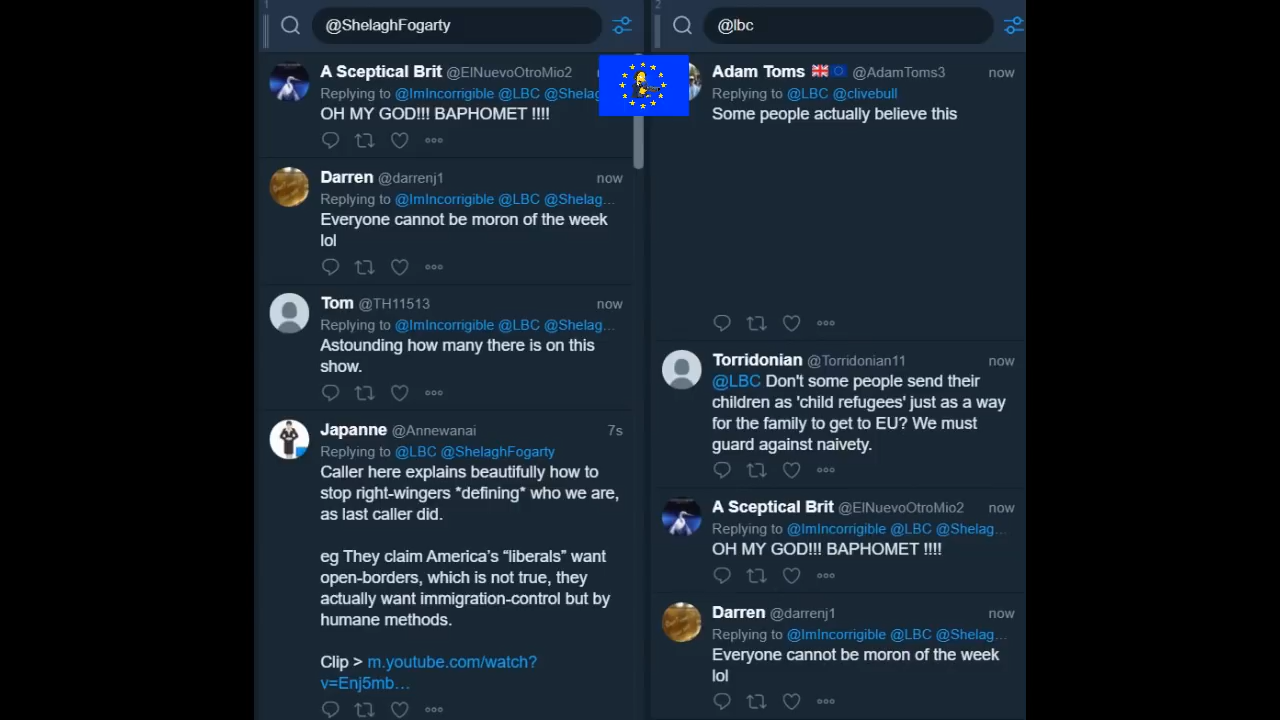 1
@ShelaghFogarty
A Sceptical Brit @ElNuevoOtroMio2
Replying to @ImIncorrigible @LBC @Shelag
OH MY GOD!!! BAPHOMET !!!!
Darren @darrenj1 now
Replying to @ImIncorrigible @LBC @Shelag...
Everyone cannot be moron of the week
lol
Tom @TH11513 now
Replying to @ImIncorrigible @LBC @Shelag...
Astounding how many there is on this
show.
Japanne @Annewanai 7s
Replying to @LBC @ShelaghFogarty
Caller here explains beautifully how to
stop right-wingers *defining* who we are,
as last caller did.
eg They claim America’s “liberals” want
open-borders, which is not true, they
actually want immigration-control but by
humane methods.
Clip > m.youtube.com/watch?
v=Enj5mb…
2
@lbc
Adam Toms 🇬🇧🇪🇺 @AdamToms3 now
Replying to @LBC @clivebull
Some people actually believe this
Torridonian @Torridonian11 now
@LBC Don't some people send their
children as 'child refugees' just as a way
for the family to get to EU? We must
guard against naivety.
A Sceptical Brit @ElNuevoOtroMio2 now
Replying to @ImIncorrigible @LBC @Shelag...
OH MY GOD!!! BAPHOMET !!!!
Darren @darrenj1 now
Replying to @ImIncorrigible @LBC @Shelag...
Everyone cannot be moron of the week
lol